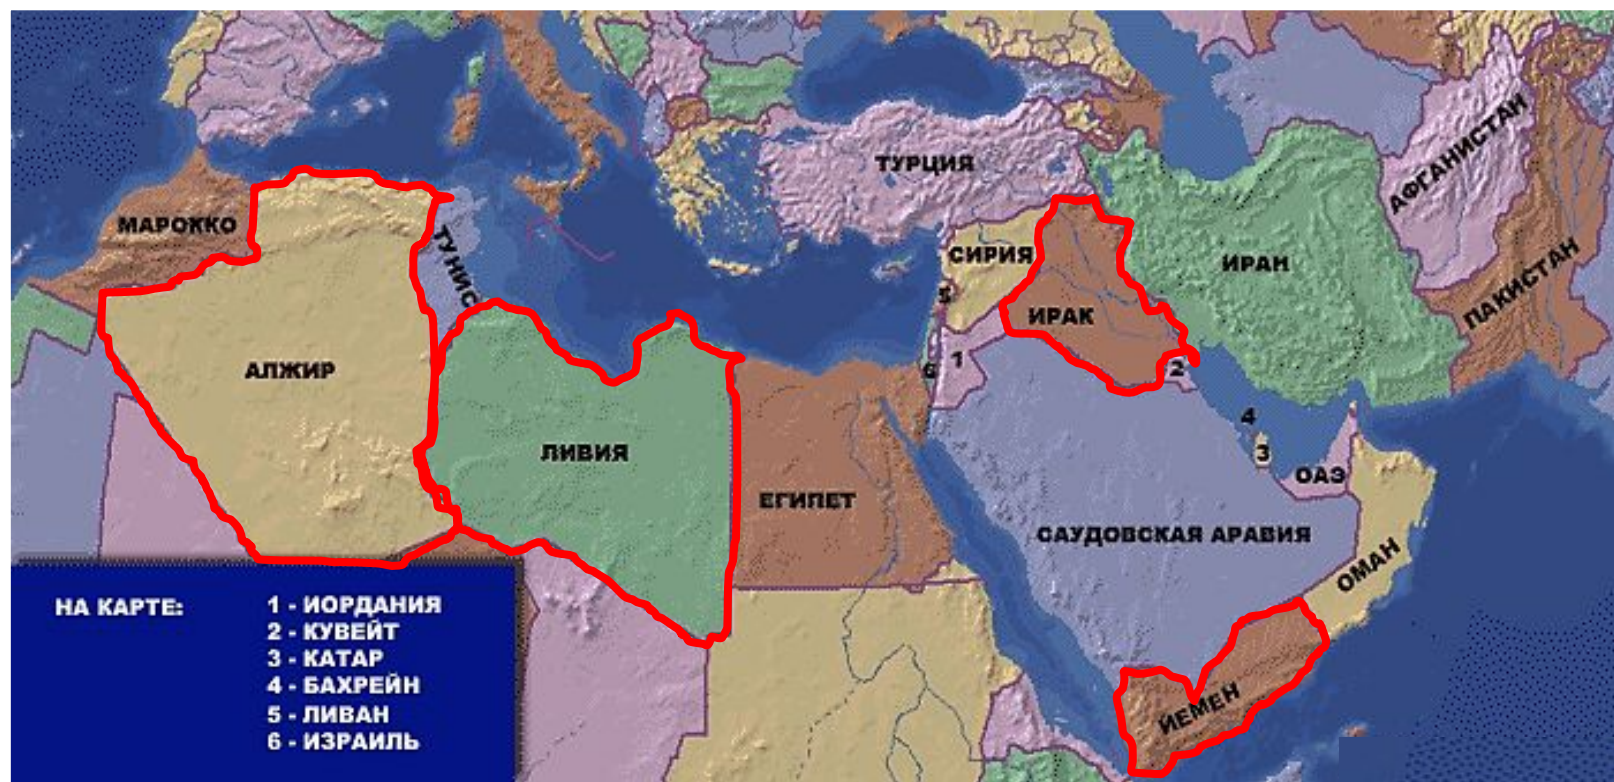 ТУРЦИЯ
АФГАНИСТАН
МАРОККО
ТУНИС
СИРИЯ
ИРАН
ПАКИСТАН
5
ИРАК
АЛЖИР
6
1
2
4
ЛИВИЯ
3
ОАЭ
ЕГИПЕТ
САУДОВСКАЯ АРАВИЯ
ОМАН
ЙЕМЕН
НА КАРТЕ:
1 - ИОРДАНИЯ
2 - КУВЕЙТ
3 - КАТАР
4 - БАХРЕЙН
5 - ЛИВАН
6 - ИЗРАИЛЬ